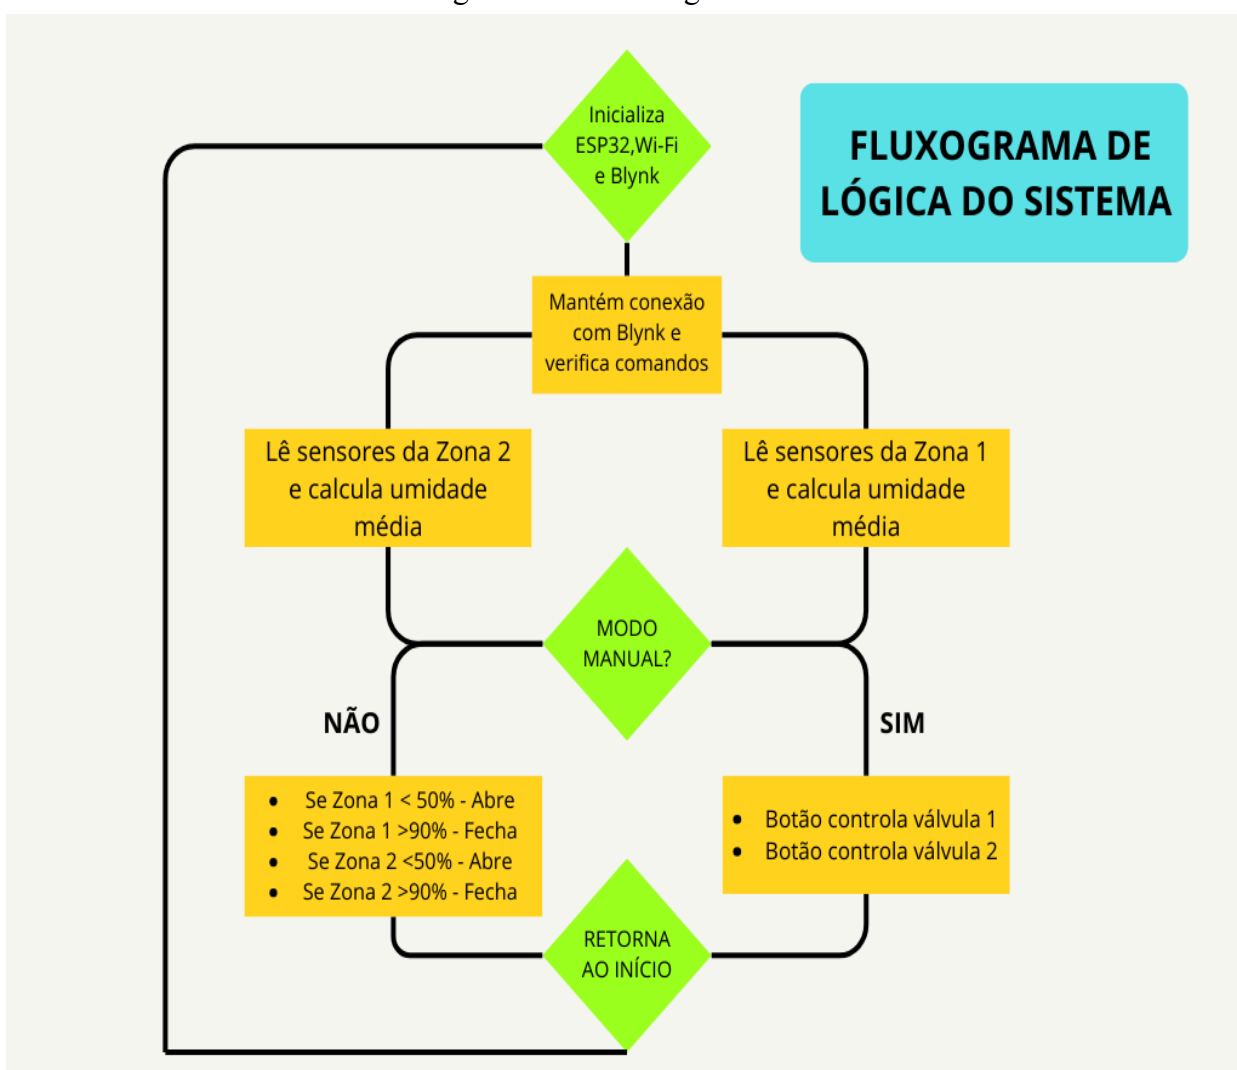 Inicializa
ESP32,Wi-Fi
e Blynk
FLUXOGRAMA DE
LÓGICA DO SISTEMA
Mantém conexão
com Blynk e
verifica comandos
Lê sensores da Zona 2
e calcula umidade
média
Lê sensores da Zona 1
e calcula umidade
média
MODO
MANUAL?
NÃO
SIM
• Se Zona 1 < 50% - Abre
• Se Zona 1 >90% - Fecha
• Se Zona 2 <50% - Abre
• Se Zona 2 >90% - Fecha
• Botão controla válvula 1
• Botão controla válvula 2
RETORNA
AO INÍCIO